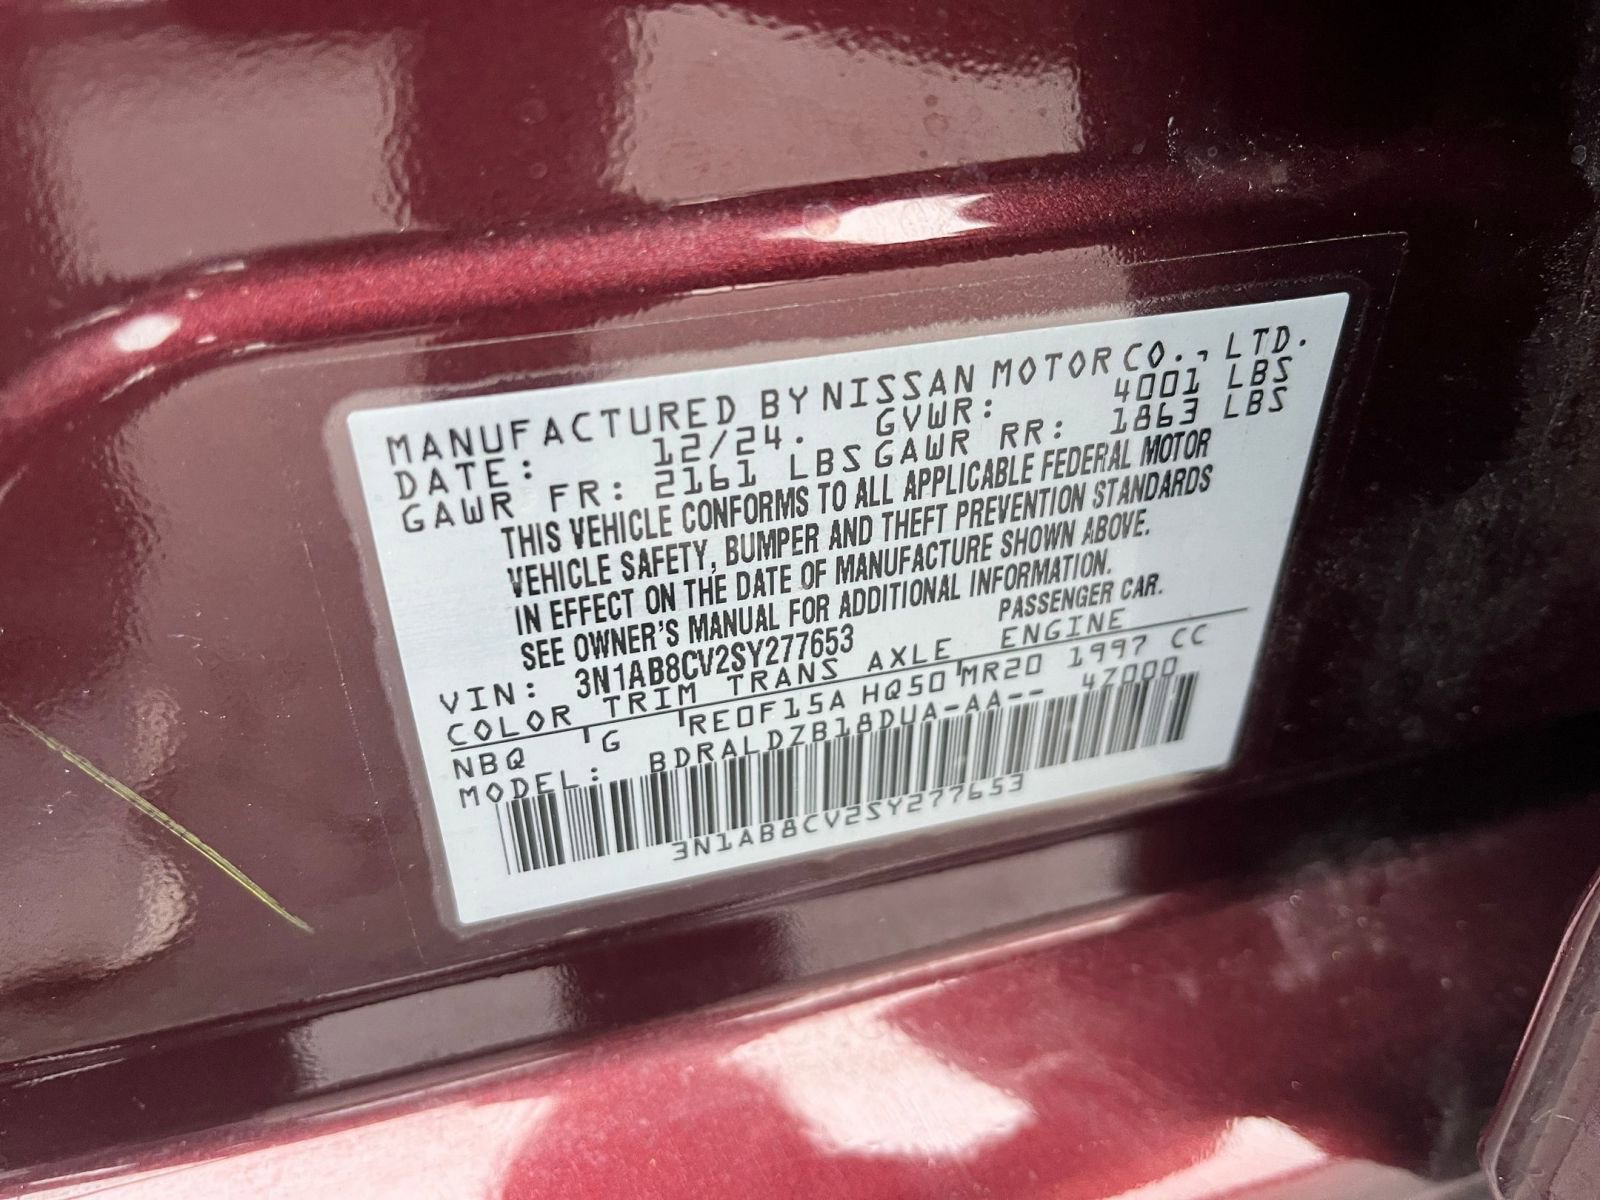 MANUFACTURED BY NISSAN MOTOR CO., LTD.
DATE: 12/24. GVWR: 4001 LBS
GAWR FR: 2161 LBS GAWR RR: 1863 LBS
THIS VEHICLE CONFORMS TO ALL APPLICABLE FEDERAL MOTOR
VEHICLE SAFETY, BUMPER AND THEFT PREVENTION STANDARDS
IN EFFECT ON THE DATE OF MANUFACTURE SHOWN ABOVE.
SEE OWNER'S MANUAL FOR ADDITIONAL INFORMATION.
VIN: 3N1AB8CV2SY277653 PASSENGER CAR.
COLOR TRIM TRANS AXLE ENGINE
NBQ G RE0F15A HQ50 MR20 1997 CC
MODEL: BDRALDZB18DUA-AA-- 47000
3N1AB8CV2SY277653